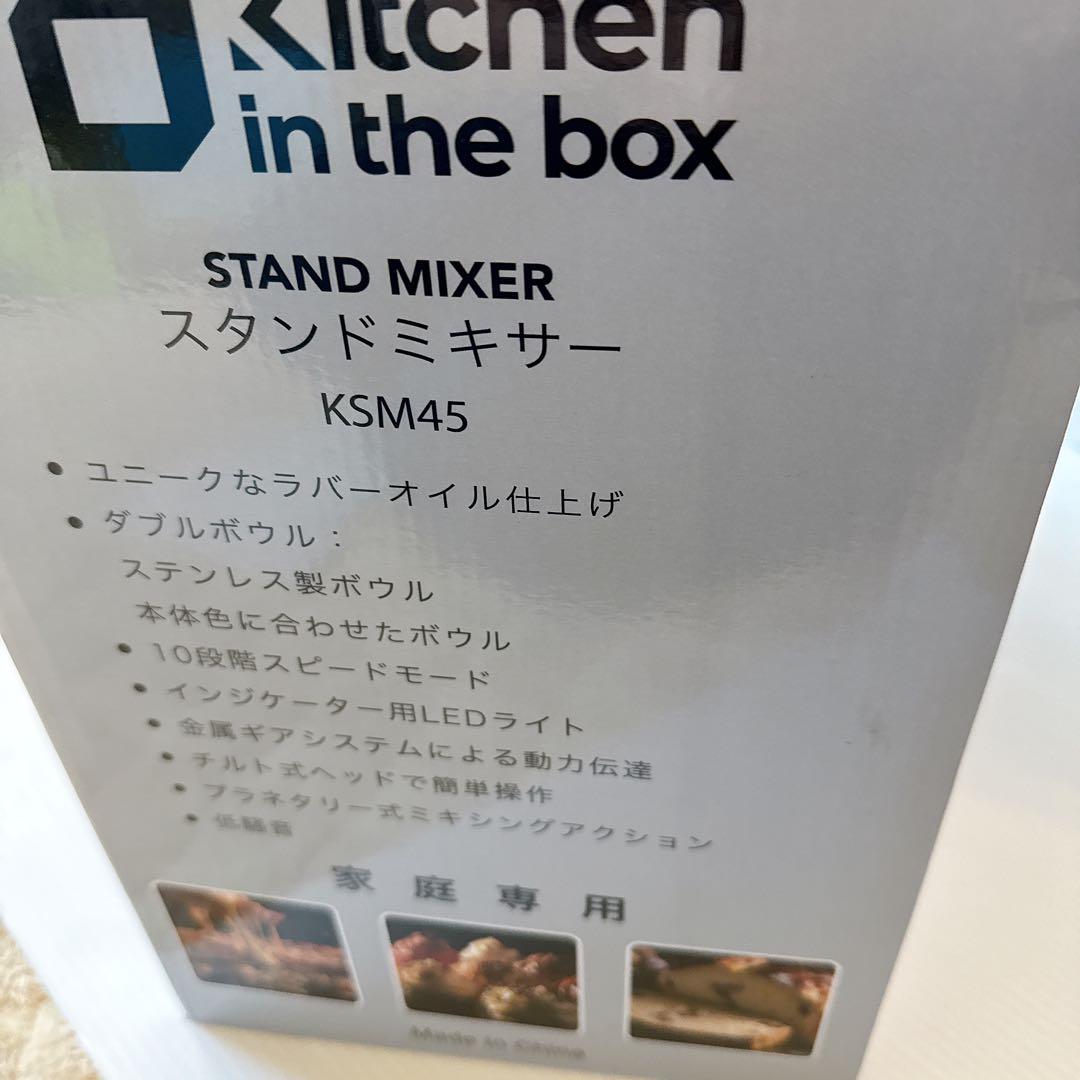 Kitchen
in the box
STAND MIXER
スタンドミキサー
KSM45
• ユニークなラバーオイル仕上げ
• ダブルボウル：
ステンレス製ボウル
本体色に合わせたボウル
• 10段階スピードモード
• インジケーター用LEDライト
• 金属ギアシステムによる動力伝達
• チルト式ヘッドで簡単操作
• プラネタリー式ミキシングアクション
• 低騒音
家庭専用
Made in China